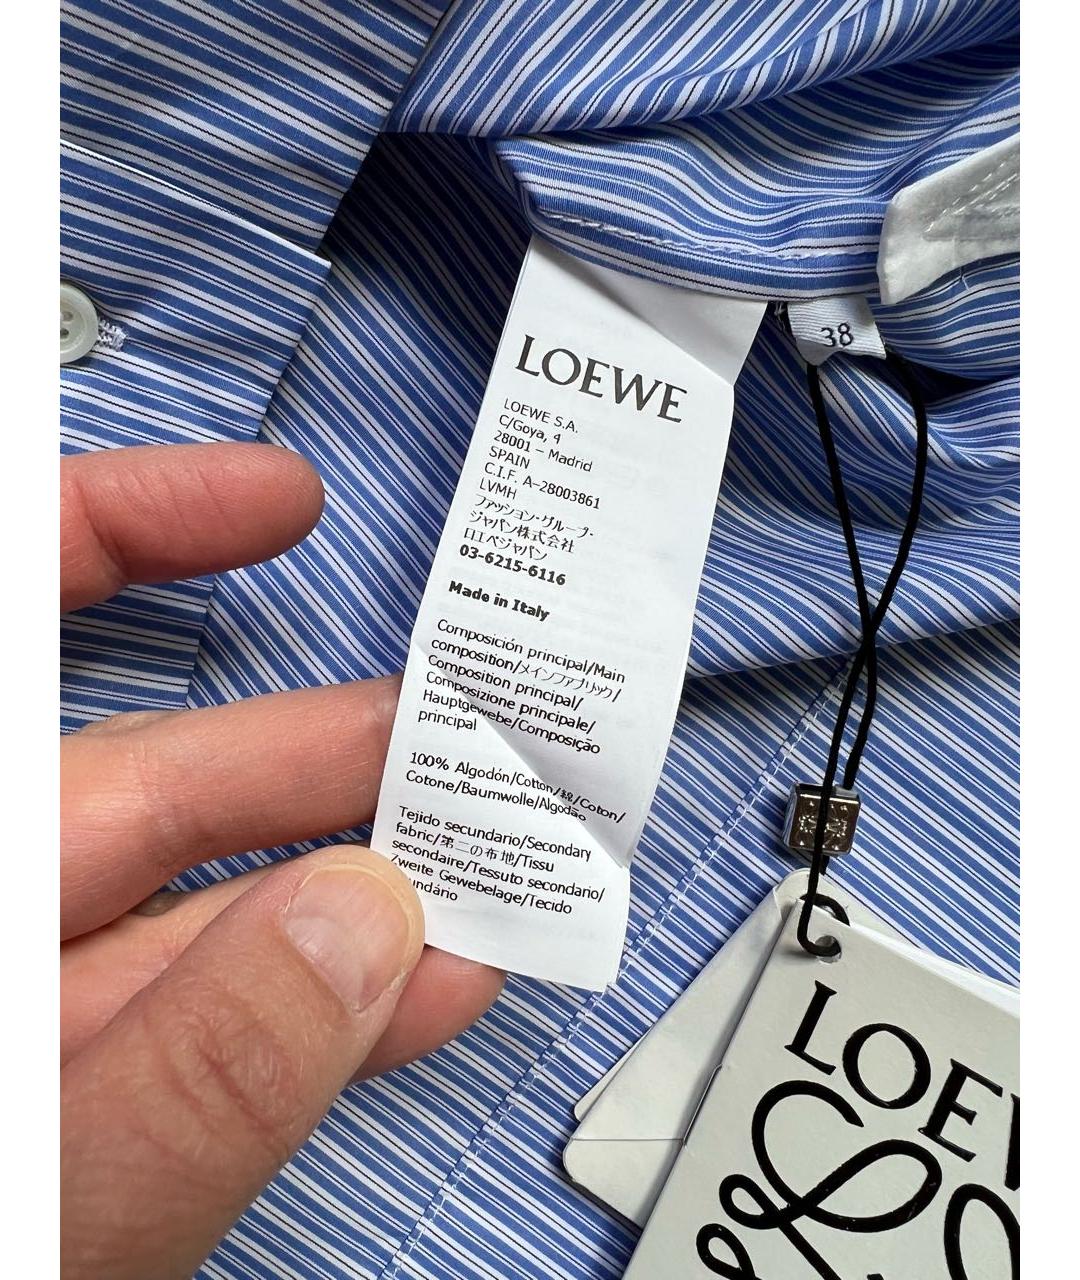 LOEWE
LOEWE S.A.
C/Goya, 4
28001 – Madrid
SPAIN
C.I.F. A-28003861
LVMH
ファッション・グループ・
ジャパン株式会社
ロエベジャパン
03-6215-6116
Made in Italy
Composición principal/Main
composition/メインファブリック/
Composition principal/
Composizione principale/
Hauptgewebe/Composição
principal
100% Algodón/Cotton/綿/Coton/
Cotone/Baumwolle/Algodão
Tejido secundario/Secondary
fabric/第二の布地/Tissu
secondaire/Tessuto secondario/
Zweite Gewebelage/Tecido
undário
38
LOE